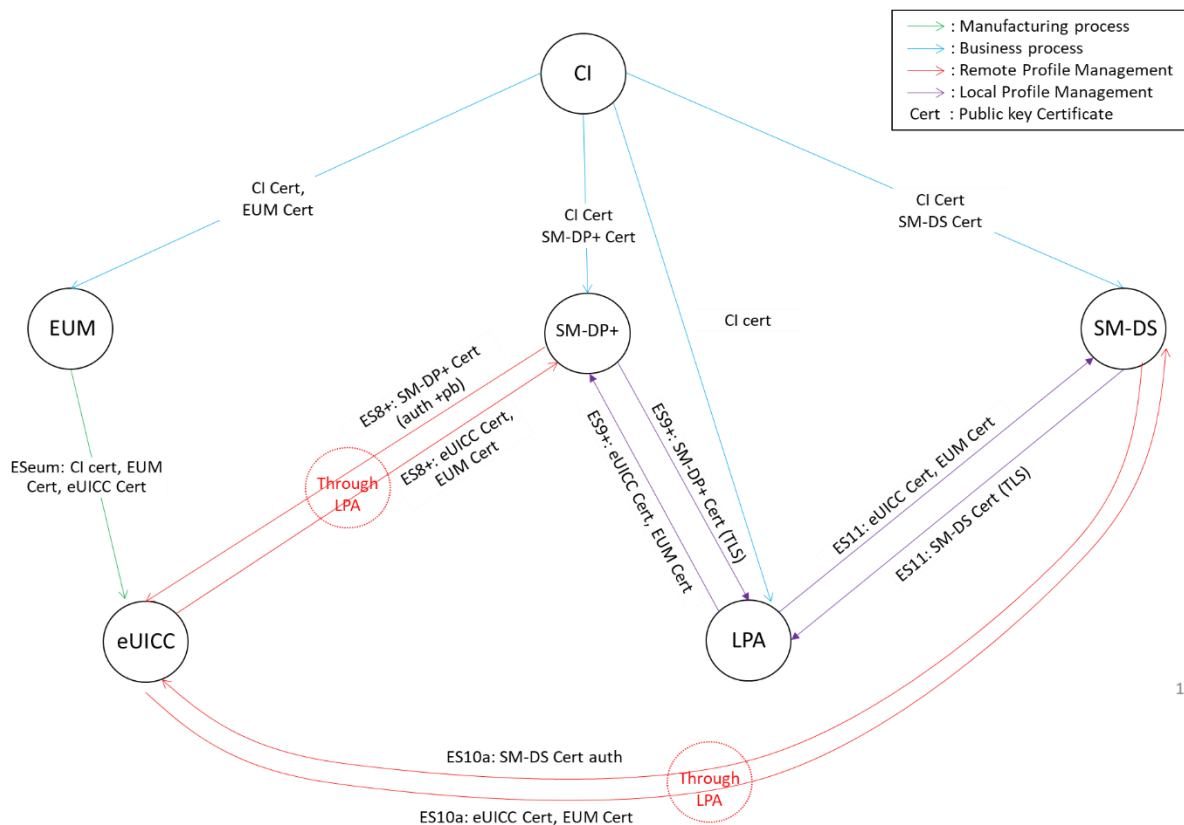 : Manufacturing process
: Business process
: Remote Profile Management
: Local Profile Management
Cert : Public key Certificate
CI
CI Cert,
EUM Cert
CI Cert
SM-DP+ Cert
CI Cert
SM-DS Cert
CI cert
EUM
SM-DP+
SM-DS
ES8+: SM-DP+ Cert
(auth +pb)
ES8+: eUICC Cert,
EUM Cert
Through
LPA
ES9+: SM-DP+ Cert (TLS)
ES9+: eUICC Cert, EUM Cert
ES11: eUICC Cert, EUM Cert
ES11: SM-DS Cert (TLS)
ESeum: CI cert, EUM
Cert, eUICC Cert
eUICC
LPA
1
ES10a: SM-DS Cert auth
Through
LPA
ES10a: eUICC Cert, EUM Cert